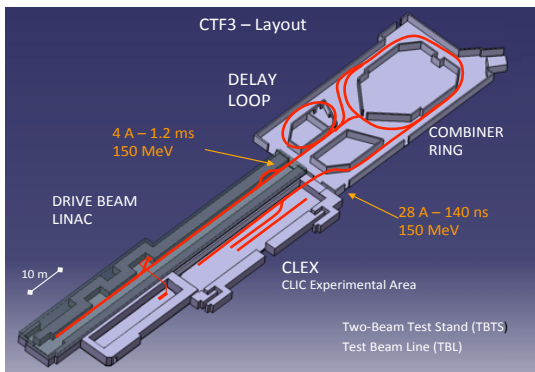 CTF3 – Layout
DELAY
LOOP
4 A – 1.2 ms
150 MeV
COMBINER
RING
DRIVE BEAM
LINAC
28 A – 140 ns
150 MeV
10 m
CLEX
CLIC Experimental Area
Two-Beam Test Stand (TBTS)
Test Beam Line (TBL)